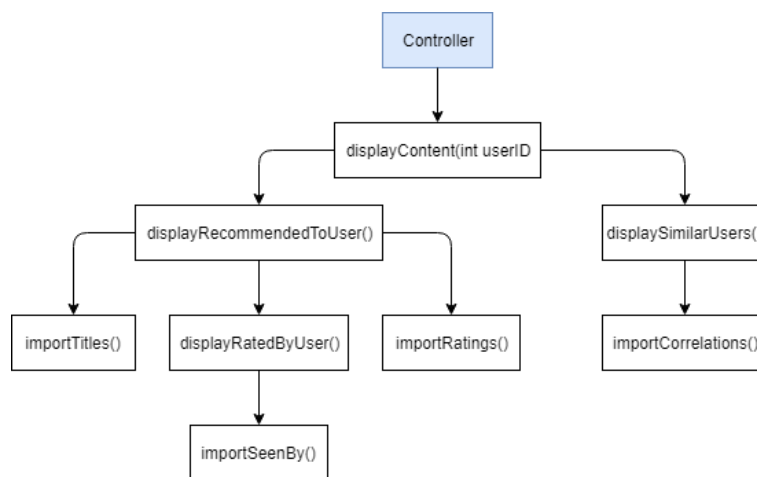 Controller
displayContent(int userID
displayRecommendedToUser()
displaySimilarUsers(
importTitles()
displayRatedByUser()
importRatings()
importCorrelations()
importSeenBy()